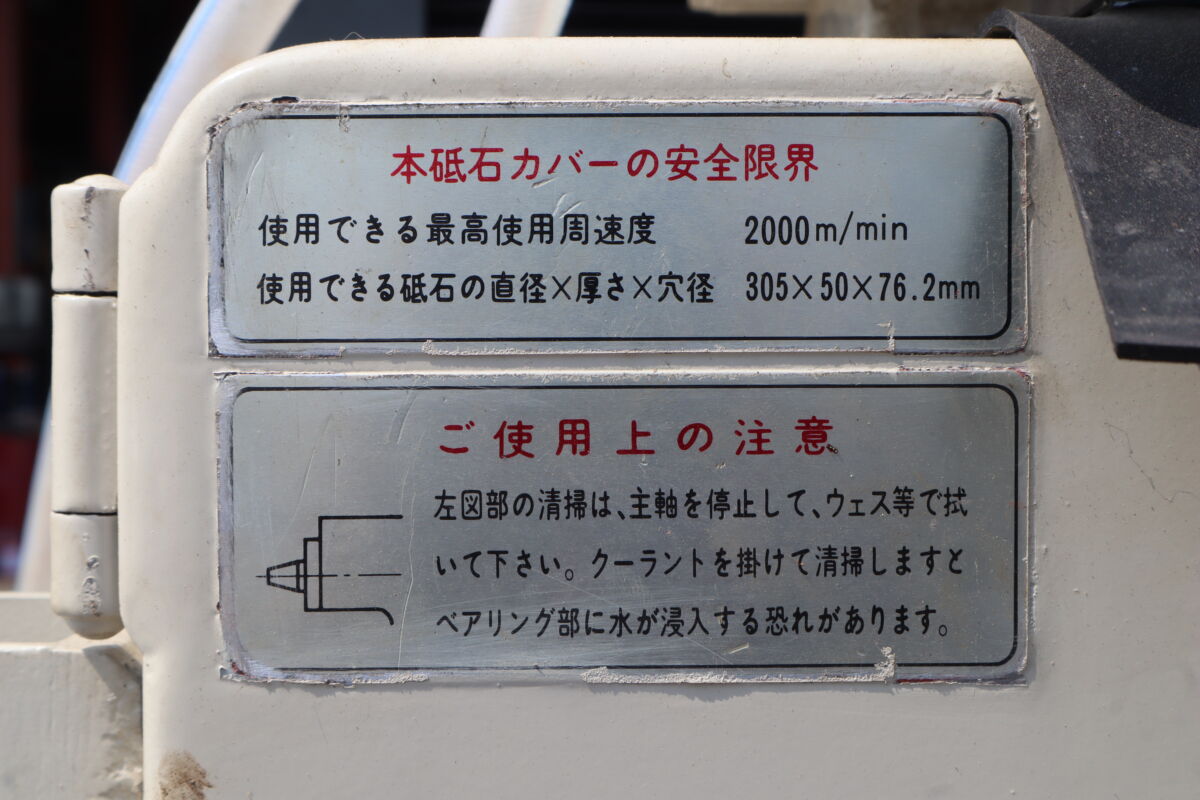 本砥石カバーの安全限界
使用できる最高使用周速度 2000m/min
使用できる砥石の直径×厚さ×穴径 305×50×76.2mm
ご使用上の注意
左図部の清掃は、主軸を停止して、ウェス等で拭
いて下さい。クーラントを掛けて清掃しますと
ベアリング部に水が浸入する恐れがあります。